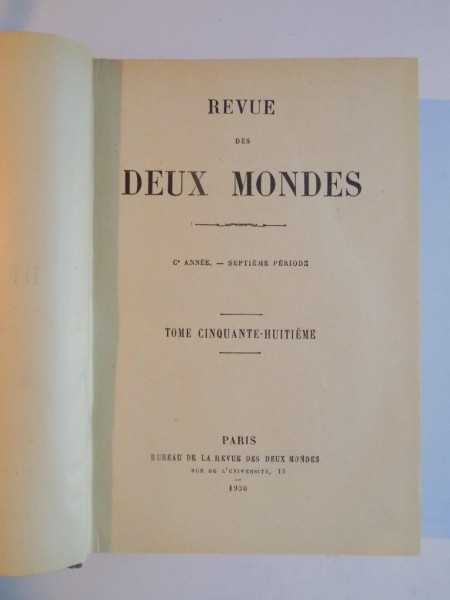 REVUE
DES
DEUX MONDES
Cᵉ ANNÉE. — SEPTIÈME PÉRIODE
TOME CINQUANTE-HUITIÈME
PARIS
BUREAU DE LA REVUE DES DEUX MONDES
RUE DE L'UNIVERSITÉ, 15
1930